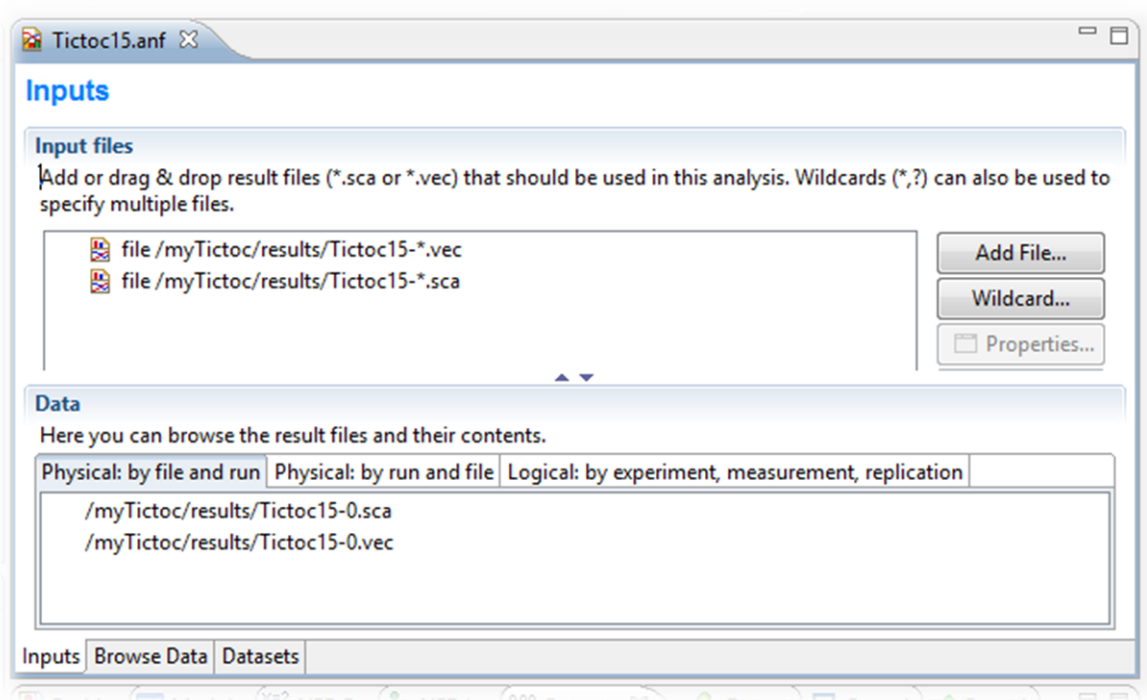 Tictoc15.anf
Inputs
Input files
Add or drag & drop result files (*.sca or *.vec) that should be used in this analysis. Wildcards (*,?) can also be used to
specify multiple files.
file /myTictoc/results/Tictoc15-*.vec
file /myTictoc/results/Tictoc15-*.sca
Add File...
Wildcard...
Properties...
Data
Here you can browse the result files and their contents.
Physical: by file and run Physical: by run and file Logical: by experiment, measurement, replication
/myTictoc/results/Tictoc15-0.sca
/myTictoc/results/Tictoc15-0.vec
Inputs Browse Data Datasets